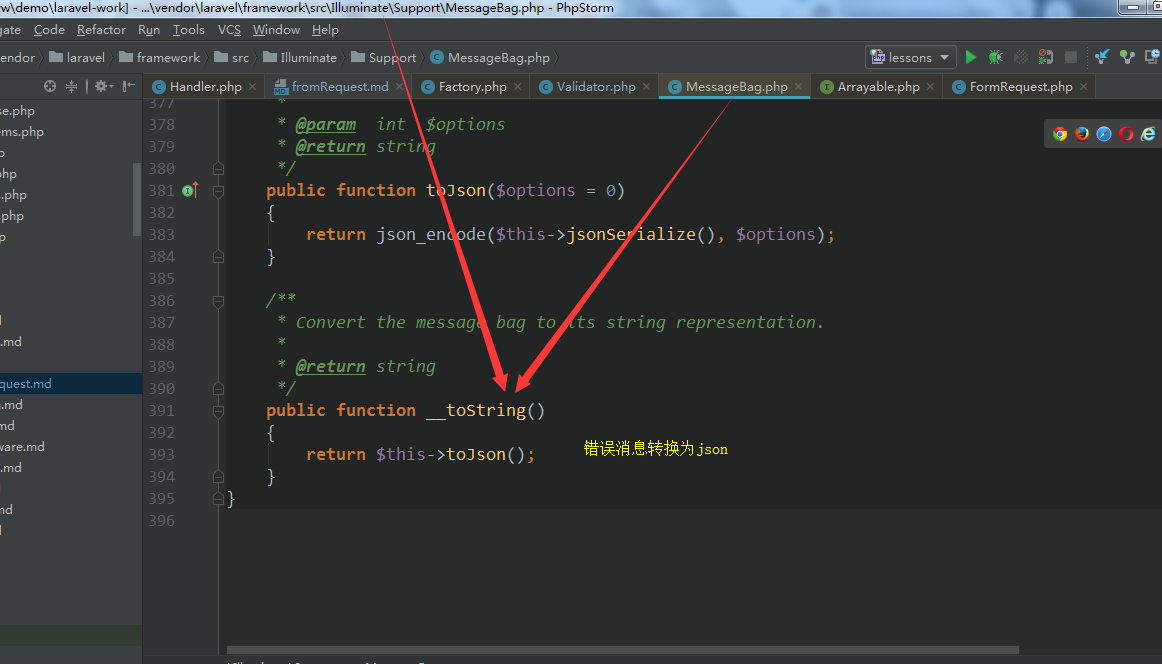 w\demo\laravel-work] - ...\vendor\laravel\framework\src\Illuminate\Support\MessageBag.php - PhpStorm
gate Code Refactor Run Tools VCS Window Help
endor laravel framework src Illuminate Support MessageBag.php lessons
Handler.php fromRequest.md Factory.php Validator.php MessageBag.php Arrayable.php FormRequest.php
se.php
ems.php
p
php
s.php
.php
p
.md
quest.md
.md
md
ware.md
.md
md
377 *
378 * @param int $options
379 * @return string
380 */
381 public function toJson($options = 0)
382 {
383 return json_encode($this->jsonSerialize(), $options);
384 }
385
386 /**
387 * Convert the message bag to its string representation.
388 *
389 * @return string
390 */
391 public function __toString()
392 {
393 return $this->toJson();
错误消息转换为json
394 }
395 }
396